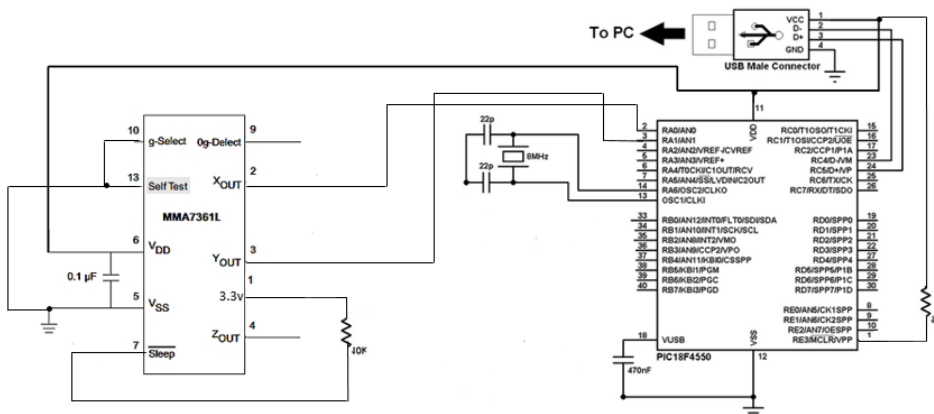 To PC
VCC 1
D- 2
D+ 3
GND 4
USB Male Connector
10 g-Select
0g-Delect 9
13 Self Test
XOUT 2
MMA7361L
6 VDD
YOUT 3
0.1 µF
1
3.3v
5 VSS
ZOUT 4
7 Sleep
22p
22p
8MHz
11
VDD
2 RA0/AN0
3 RA1/AN1
4 RA2/AN2/VREF-/CVREF
5 RA3/AN3/VREF+
6 RA4/T0CKI/C1OUT/RCV
7 RA5/AN4/SS/LVDIN/C2OUT
14 RA6/OSC2/CLKO
13 OSC1/CLKI
33 RB0/AN12/INT0/FLT0/SDI/SDA
34 RB1/AN10/INT1/SCK/SCL
35 RB2/AN8/INT2/VMO
36 RB3/AN9/CCP2/VPO
37 RB4/AN11/KBI0/CSSPP
38 RB5/KBI1/PGM
39 RB6/KBI2/PGC
40 RB7/KBI3/PGD
18 VUSB
470nF
RC0/T1OSO/T1CKI 15
RC1/T1OSI/CCP2/UOE 16
RC2/CCP1/P1A 17
RC4/D-/VM 23
RC5/D+/VP 24
RC6/TX/CK 25
RC7/RX/DT/SDO 26
RD0/SPP0 19
RD1/SPP1 20
RD2/SPP2 21
RD3/SPP3 22
RD4/SPP4 27
RD5/SPP5/P1B 28
RD6/SPP6/P1C 29
RD7/SPP7/P1D 30
RE0/AN5/CK1SPP 8
RE1/AN6/CK2SPP 9
RE2/AN7/OESPP 10
RE3/MCLR/VPP 1
VSS
12
PIC18F4550